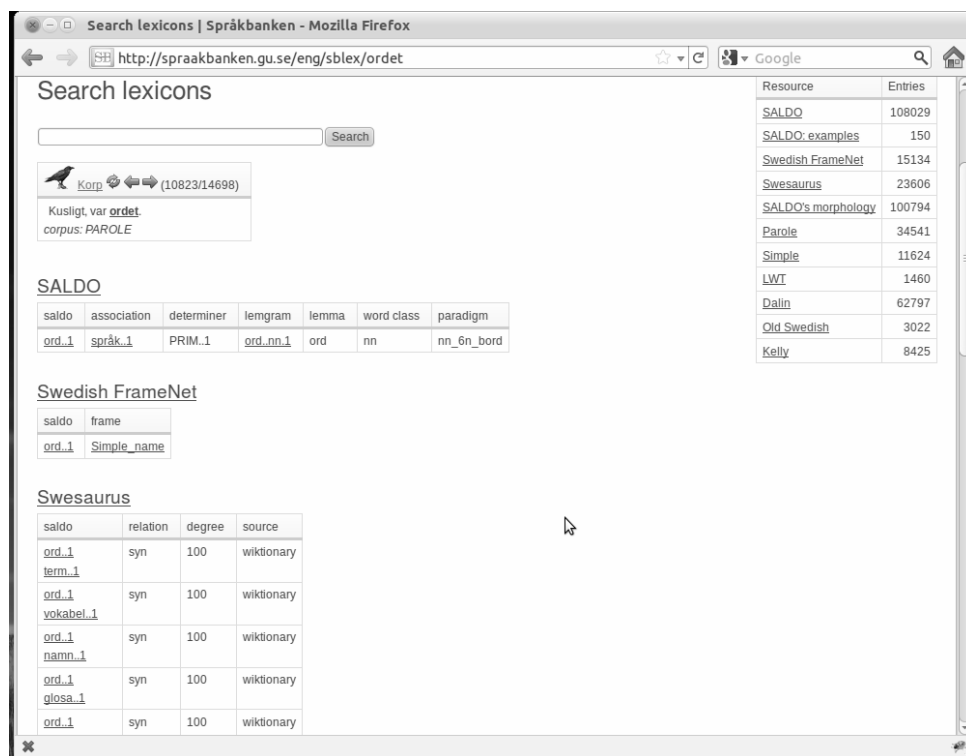 Search lexicons | Språkbanken - Mozilla Firefox
http://spraakbanken.gu.se/eng/sblex/ordet
Google
Search lexicons
Search
Korp (10823/14698)
Kusligt, var ordet.
corpus: PAROLE
SALDO
saldo association determiner lemgram lemma word class paradigm
ord..1 språk..1 PRIM..1 ord..nn.1 ord nn nn_6n_bord
Swedish FrameNet
saldo frame
ord..1 Simple_name
Swesaurus
saldo relation degree source
ord..1 syn 100 wiktionary
term..1
ord..1 syn 100 wiktionary
vokabel..1
ord..1 syn 100 wiktionary
namn..1
ord..1 syn 100 wiktionary
glosa..1
ord..1 syn 100 wiktionary
Resource Entries
SALDO 108029
SALDO: examples 150
Swedish FrameNet 15134
Swesaurus 23606
SALDO's morphology 100794
Parole 34541
Simple 11624
LWT 1460
Dalin 62797
Old Swedish 3022
Kelly 8425